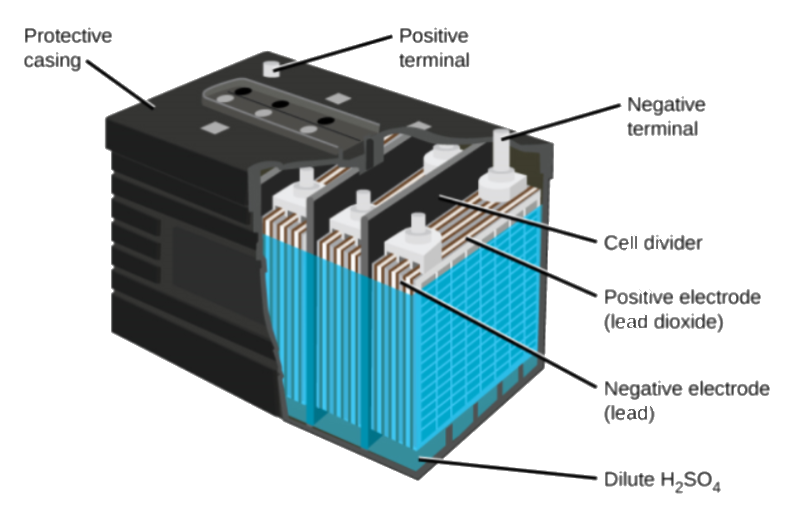 Protective
casing
Positive
terminal
Negative
terminal
Cell divider
Positive electrode
(lead dioxide)
Negative electrode
(lead)
Dilute H₂SO₄